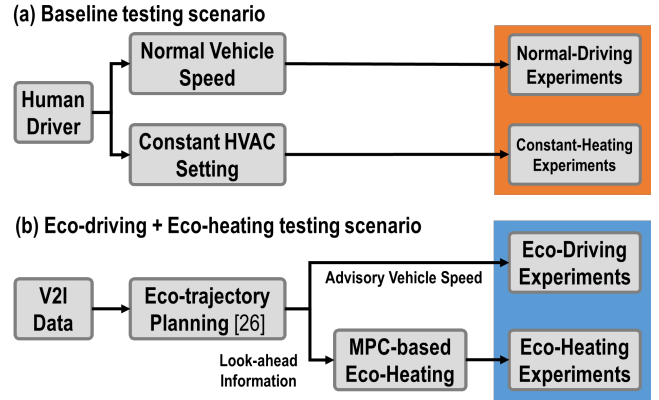 (a) Baseline testing scenario
Human
Driver
Normal Vehicle
Speed
Normal-Driving
Experiments
Constant HVAC
Setting
Constant-Heating
Experiments
(b) Eco-driving + Eco-heating testing scenario
V2I
Data
Eco-trajectory
Planning [26]
Advisory Vehicle Speed
Eco-Driving
Experiments
Look-ahead
Information
MPC-based
Eco-Heating
Eco-Heating
Experiments